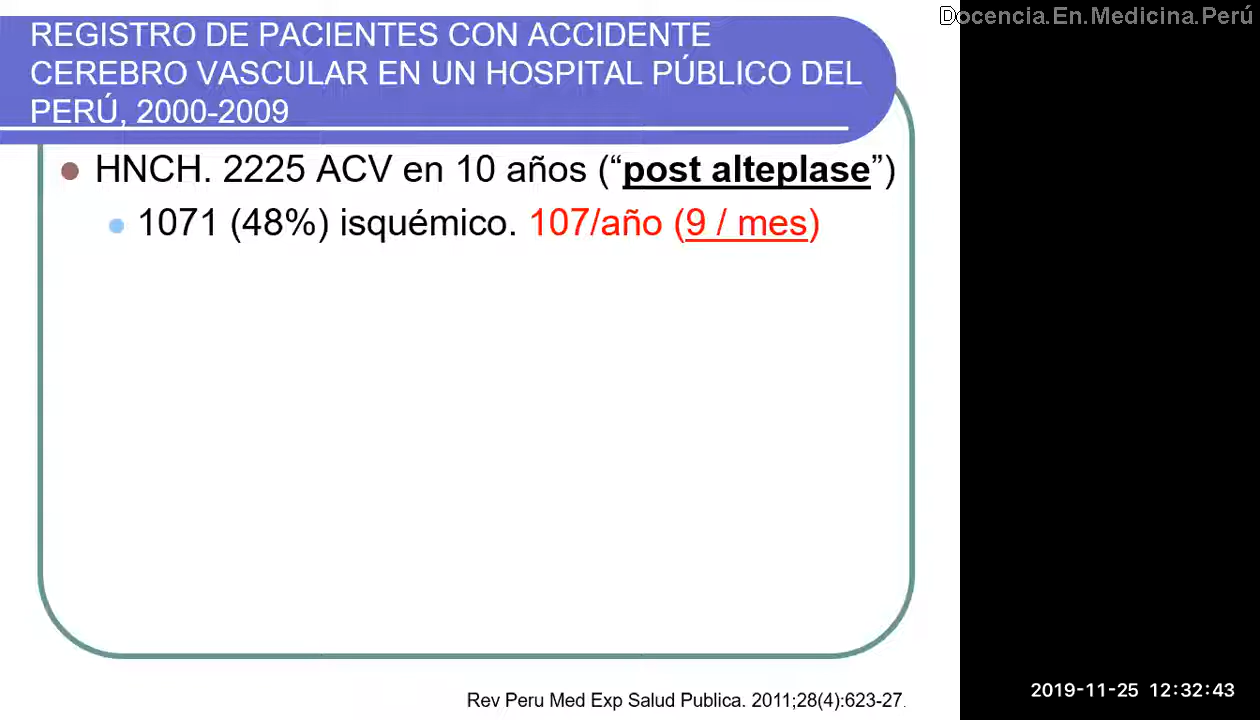 Docencia.En.Medicina.Perú
REGISTRO DE PACIENTES CON ACCIDENTE
CEREBRO VASCULAR EN UN HOSPITAL PÚBLICO DEL
PERÚ, 2000-2009
HNCH. 2225 ACV en 10 años (“post alteplase”)
1071 (48%) isquémico. 107/año (9 / mes)
Rev Peru Med Exp Salud Publica. 2011;28(4):623-27.
2019-11-25 12:32:43